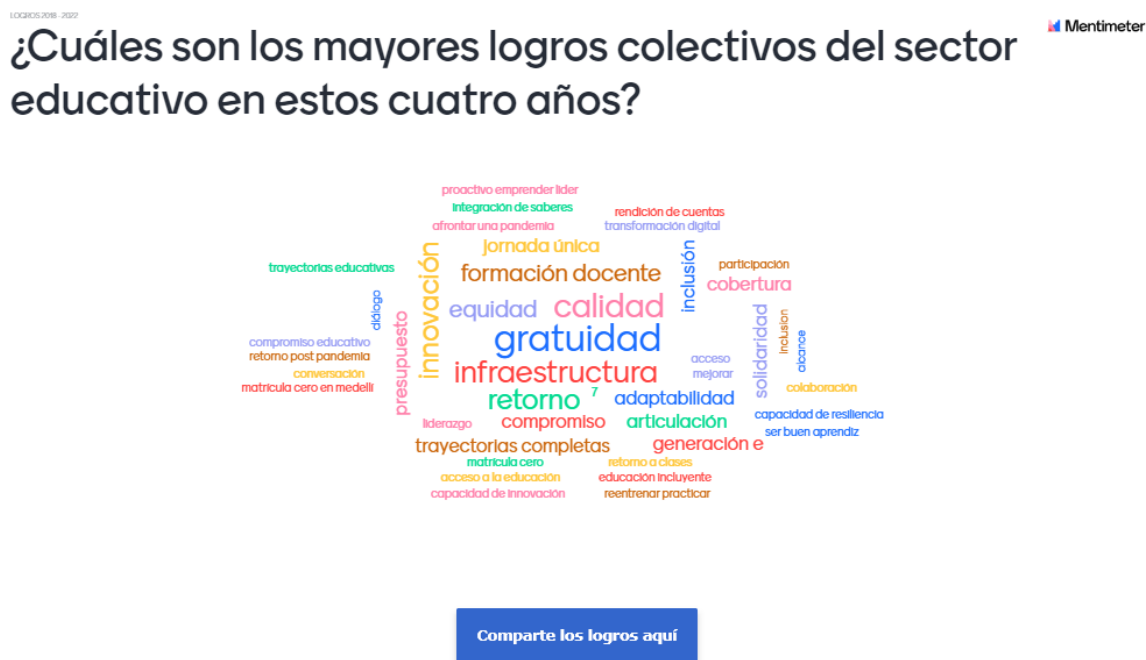 LOGROS 2018 - 2022
Mentimeter
¿Cuáles son los mayores logros colectivos del sector
educativo en estos cuatro años?
proactivo emprender lider
integración de saberes
rendición de cuentas
afrontar una pandemia
transformación digital
jornada única
innovación
inclusión
trayectorias educativas
formación docente
participación
cobertura
diálogo
equidad
calidad
presupuesto
solidaridad
inclusion
alcance
gratuidad
compromiso educativo
retorno post pandemia
acceso
conversación
infraestructura
mejorar
matricula cero en medelli
colaboración
retorno
7
adaptabilidad
liderazgo
compromiso
articulación
capacidad de resiliencia
ser buen aprendiz
trayectorias completas
generación e
matrícula cero
retorno a clases
acceso a la educación
educación incluyente
capacidad de innovación
reentrenar practicar
Comparte los logros aquí